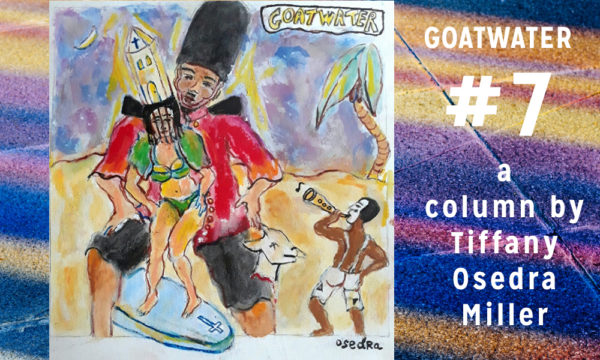 GOATWATER
osedra
GOATWATER
#7
a
column by
Tiffany
Osedra
Miller